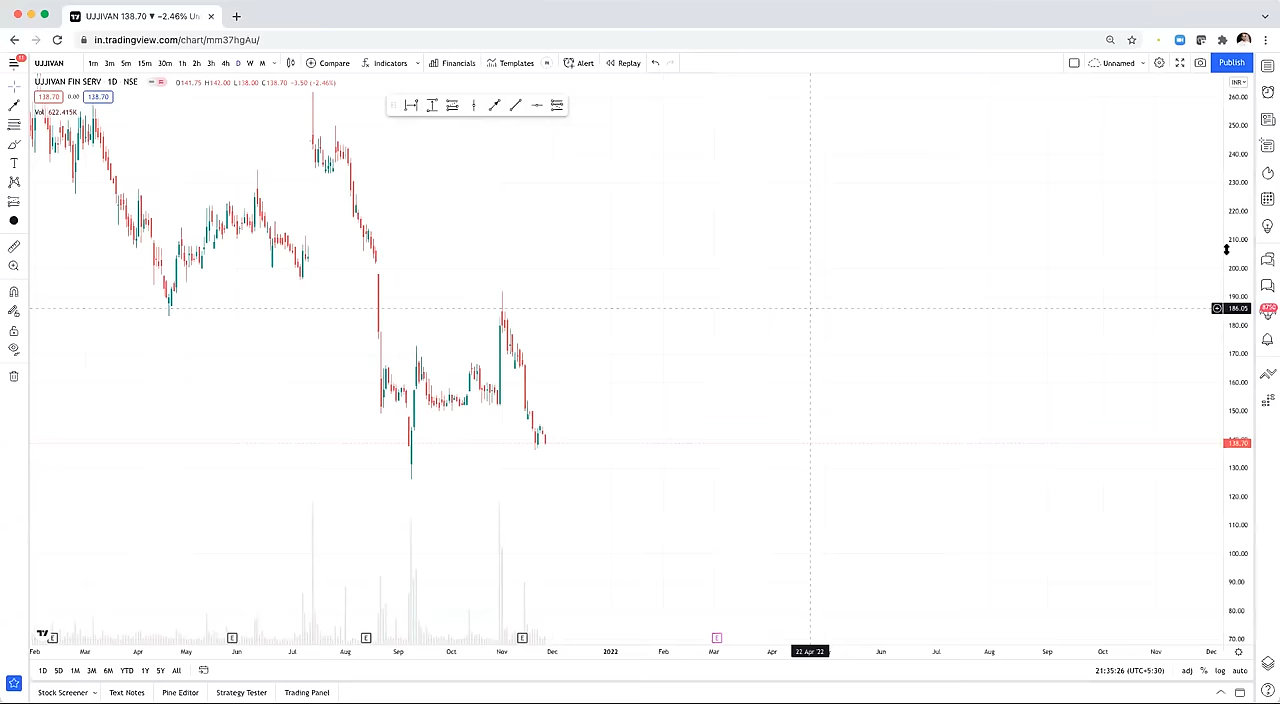 UJJIVAN 138.70 ▼ −2.46% Un
in.tradingview.com/chart/mm37hgAu/
UJJIVAN 1m 3m 5m 15m 30m 1h 2h 3h 4h D W M Compare Indicators Financials Templates Alert Replay Unnamed Publish
UJJIVAN FIN SERV · 1D · NSE O141.75 H142.00 L138.00 C138.70 −3.50 (−2.46%) INR
138.70 0.00 138.70
Vol 622.415K
260.00
250.00
240.00
230.00
220.00
210.00
200.00
190.00
186.05
180.00
170.00
160.00
150.00
138.70
130.00
120.00
110.00
100.00
90.00
80.00
70.00
E E E E E
Feb Mar Apr May Jun Jul Aug Sep Oct Nov Dec 2022 Feb Mar Apr 22 Apr '22 Jun Jul Aug Sep Oct Nov Dec
1D 5D 1M 3M 6M YTD 1Y 5Y All 21:35:26 (UTC+5:30) adj % log auto
Stock Screener Text Notes Pine Editor Strategy Tester Trading Panel